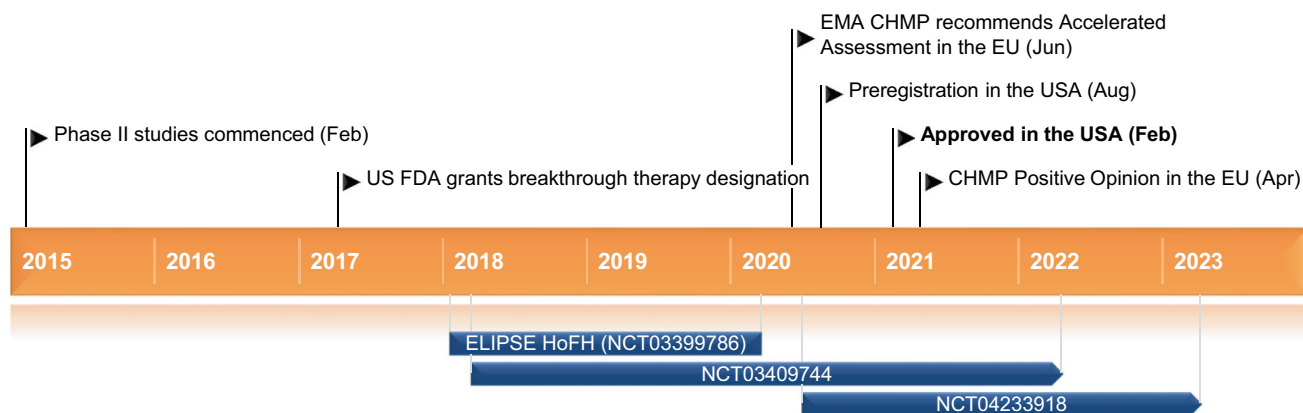 EMA CHMP recommends Accelerated
Assessment in the EU (Jun)
Preregistration in the USA (Aug)
Phase II studies commenced (Feb)
Approved in the USA (Feb)
US FDA grants breakthrough therapy designation
CHMP Positive Opinion in the EU (Apr)
2015 2016 2017 2018 2019 2020 2021 2022 2023
ELIPSE HoFH (NCT03399786)
NCT03409744
NCT04233918